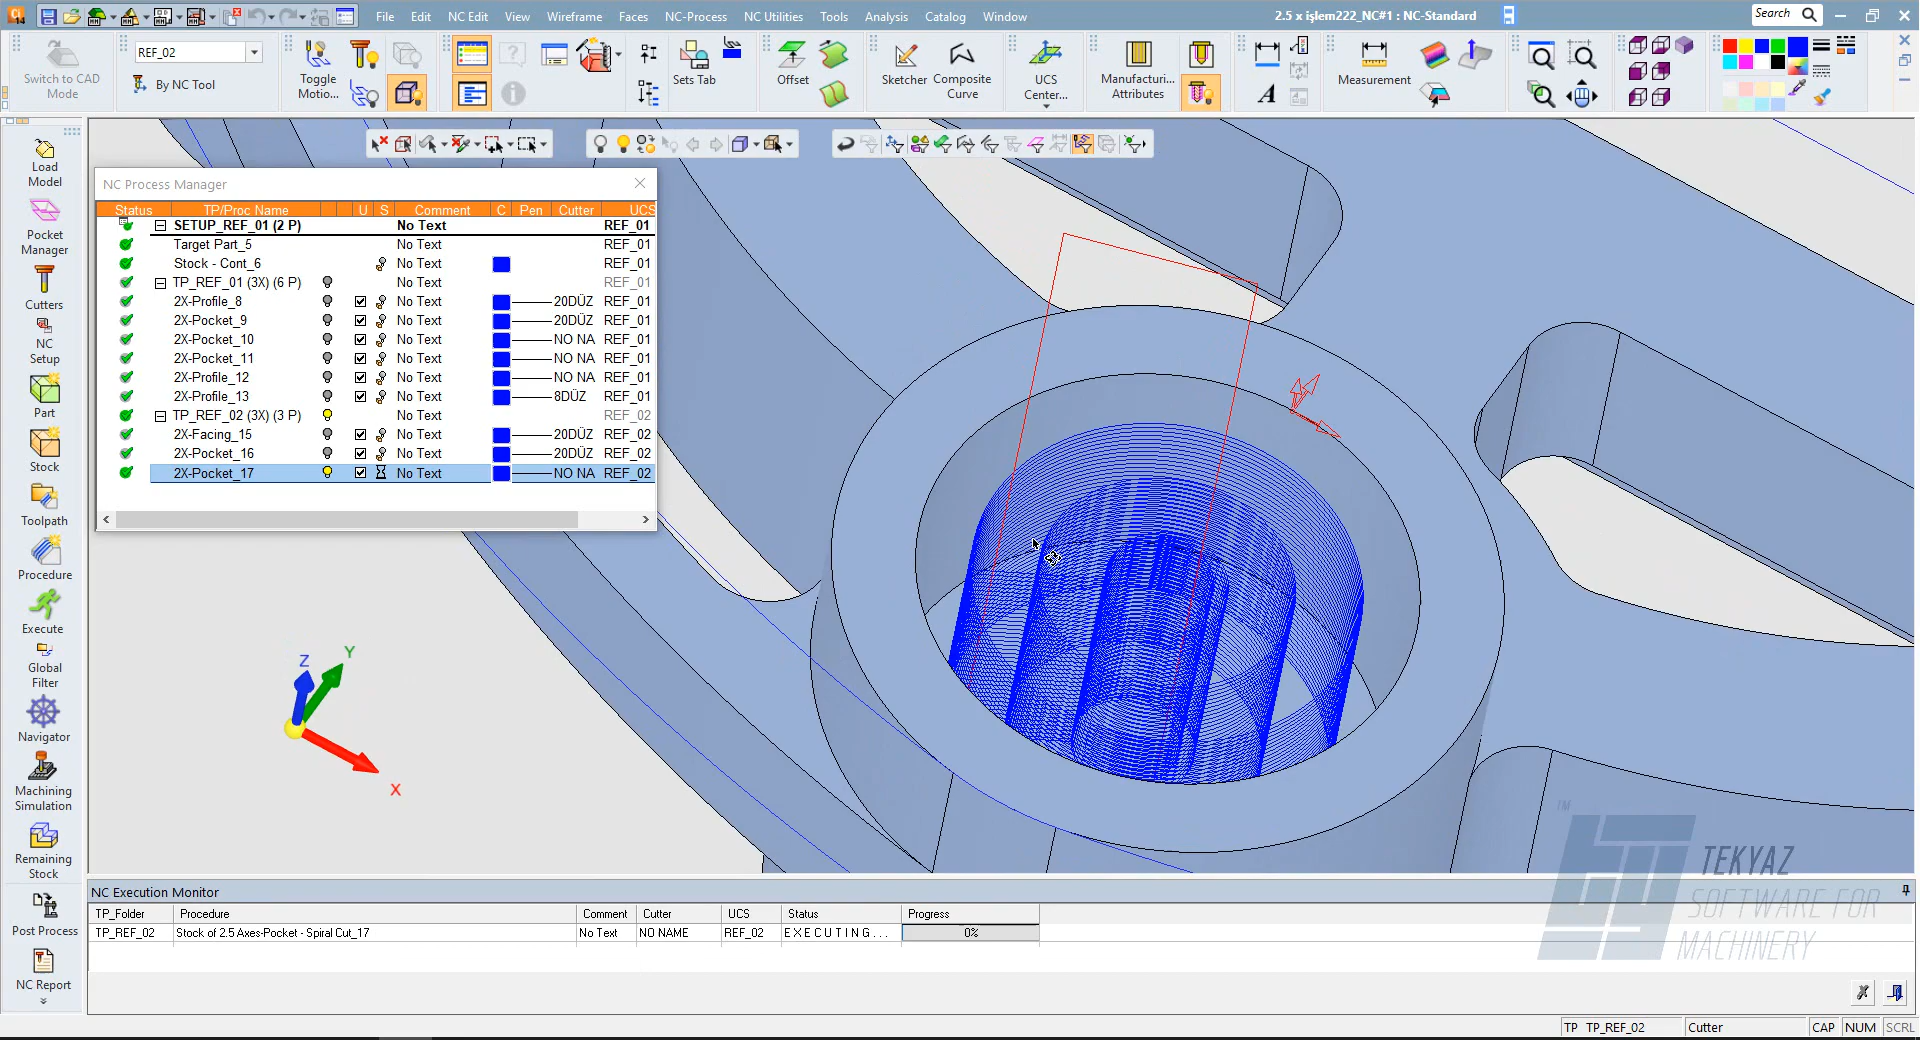 Ci
14
File Edit NC Edit View Wireframe Faces NC-Process NC Utilities Tools Analysis Catalog Window
2.5 x işlem222_NC#1 : NC-Standard
Search
Switch to CAD Mode
REF_02
By NC Tool
Toggle Motio...
Sets Tab
Offset
Sketcher
Composite Curve
UCS Center...
Manufacturi... Attributes
A
Measurement
Load Model
Pocket Manager
Cutters
NC Setup
Part
Stock
Toolpath
Procedure
Execute
Global Filter
Navigator
Machining Simulation
Remaining Stock
Post Process
NC Report
NC Process Manager
Status TP/Proc Name U S Comment C Pen Cutter UCS
SETUP_REF_01 (2 P) No Text REF_01
Target Part_5 No Text REF_01
Stock - Cont_6 No Text REF_01
TP_REF_01 (3X) (6 P) No Text REF_01
2X-Profile_8 No Text 20DÜZ REF_01
2X-Pocket_9 No Text 20DÜZ REF_01
2X-Pocket_10 No Text NO NA REF_01
2X-Pocket_11 No Text NO NA REF_01
2X-Profile_12 No Text NO NA REF_01
2X-Profile_13 No Text 8DÜZ REF_01
TP_REF_02 (3X) (3 P) No Text REF_02
2X-Facing_15 No Text 20DÜZ REF_02
2X-Pocket_16 No Text 20DÜZ REF_02
2X-Pocket_17 No Text NO NA REF_02
Z
Y
X
TM
TEKYAZ
SOFTWARE FOR
MACHINERY
NC Execution Monitor
TP_Folder Procedure Comment Cutter UCS Status Progress
TP_REF_02 Stock of 2.5 Axes-Pocket - Spiral Cut_17 No Text NO NAME REF_02 EXECUTING... 0%
TP TP_REF_02 Cutter CAP NUM SCRL